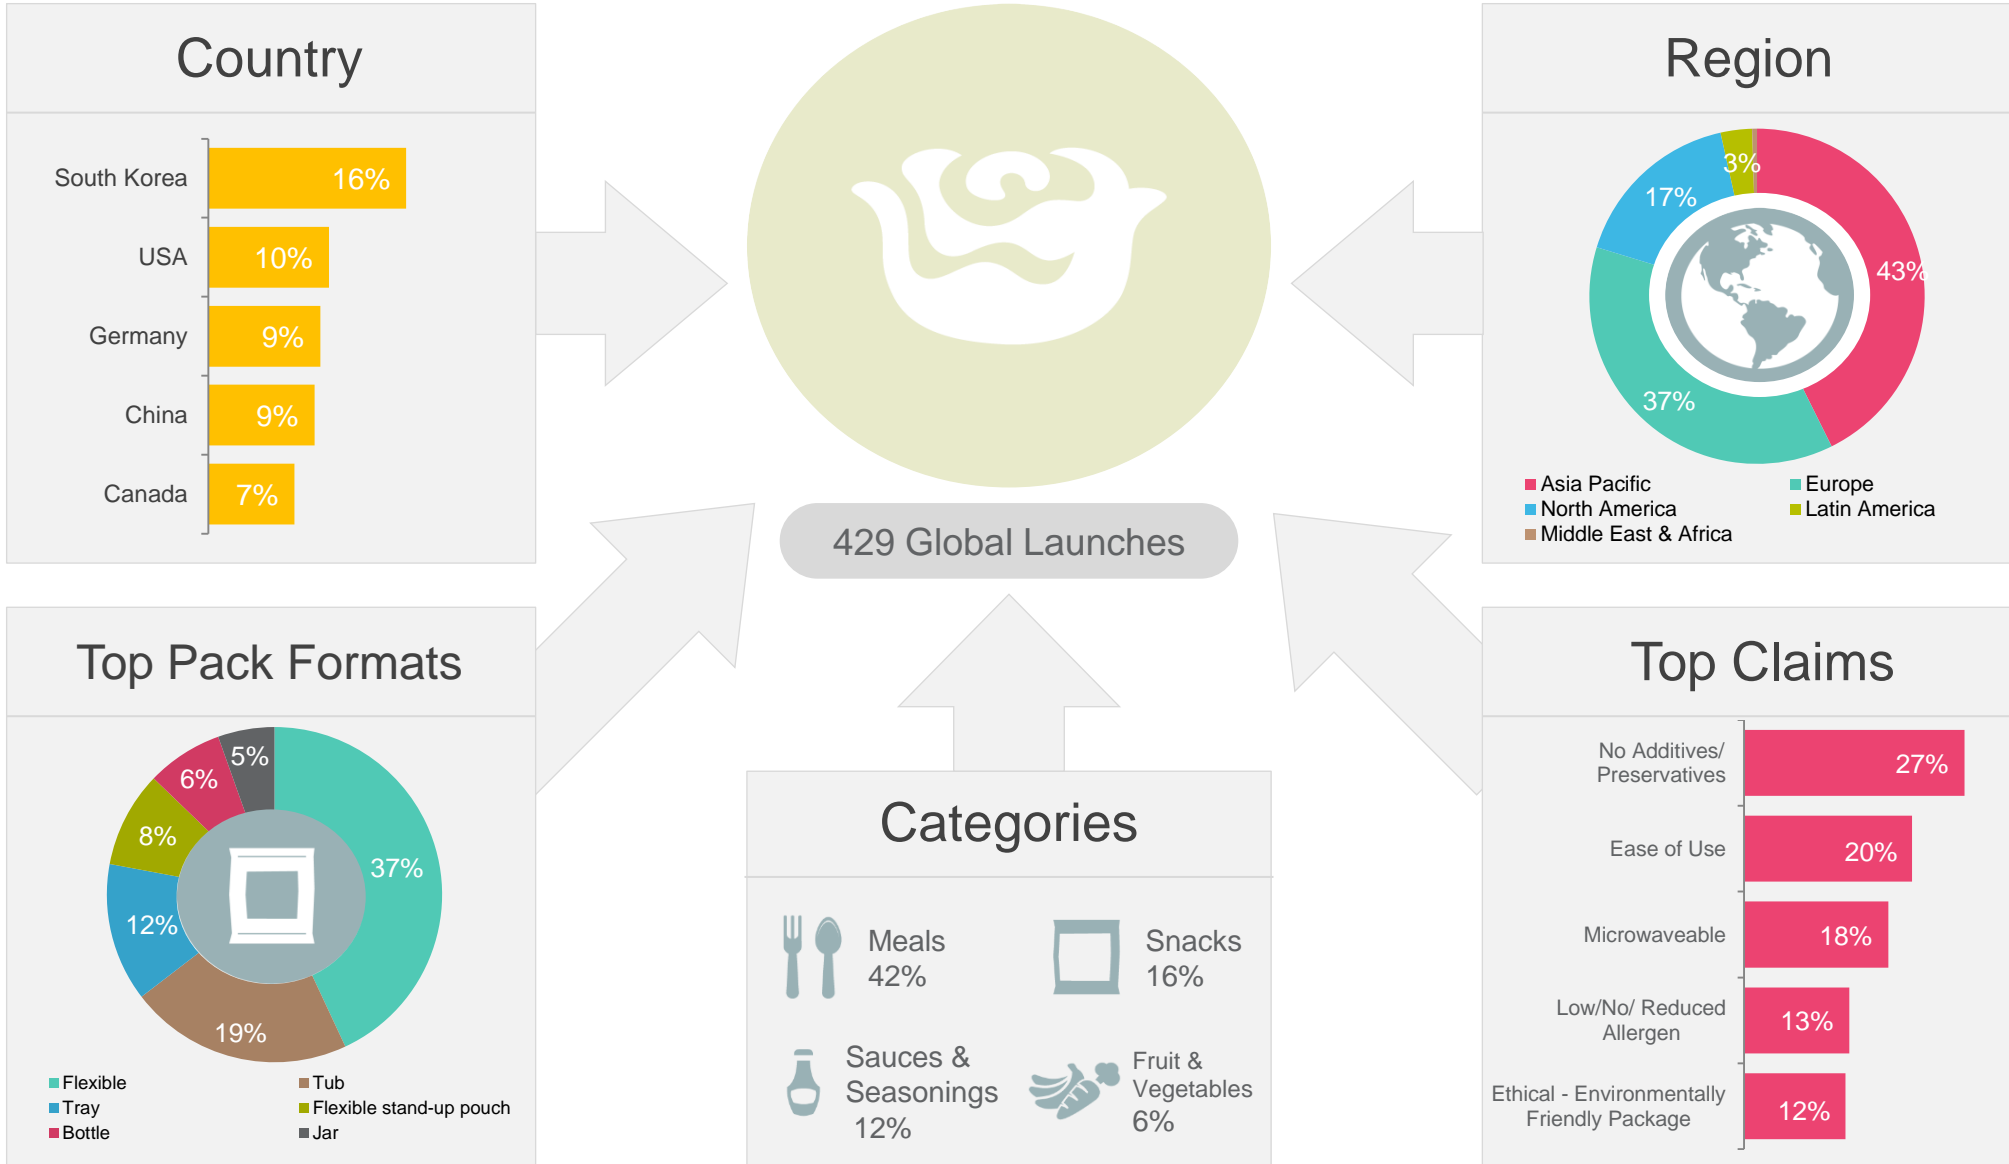 Country
South Korea
16%
USA
10%
Germany
9%
China
9%
Canada
7%
429 Global Launches
Region
3%
17%
43%
37%
Asia Pacific
Europe
North America
Latin America
Middle East & Africa
Top Pack Formats
5%
6%
8%
37%
12%
19%
Flexible
Tub
Tray
Flexible stand-up pouch
Bottle
Jar
Categories
Meals
42%
Snacks
16%
Sauces &
Seasonings
12%
Fruit &
Vegetables
6%
Top Claims
No Additives/
Preservatives
27%
Ease of Use
20%
Microwaveable
18%
Low/No/ Reduced
Allergen
13%
Ethical - Environmentally
Friendly Package
12%